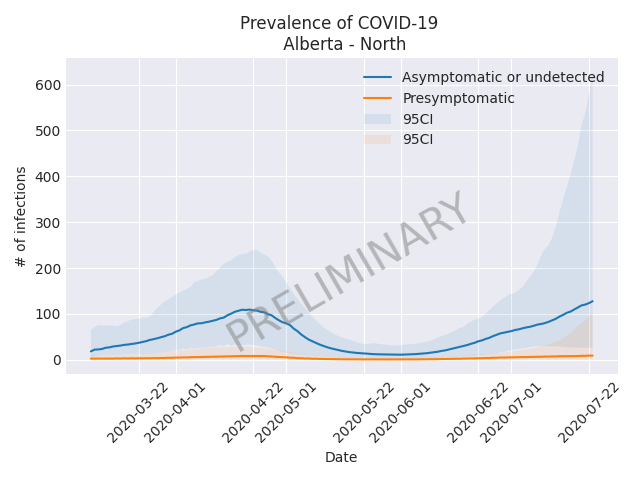 Prevalence of COVID-19
Alberta - North
Asymptomatic or undetected
Presymptomatic
95CI
95CI
# of infections
600
500
400
300
200
100
0
PRELIMINARY
2020-03-22
2020-04-01
2020-04-22
2020-05-01
2020-05-22
2020-06-01
2020-06-22
2020-07-01
2020-07-22
Date